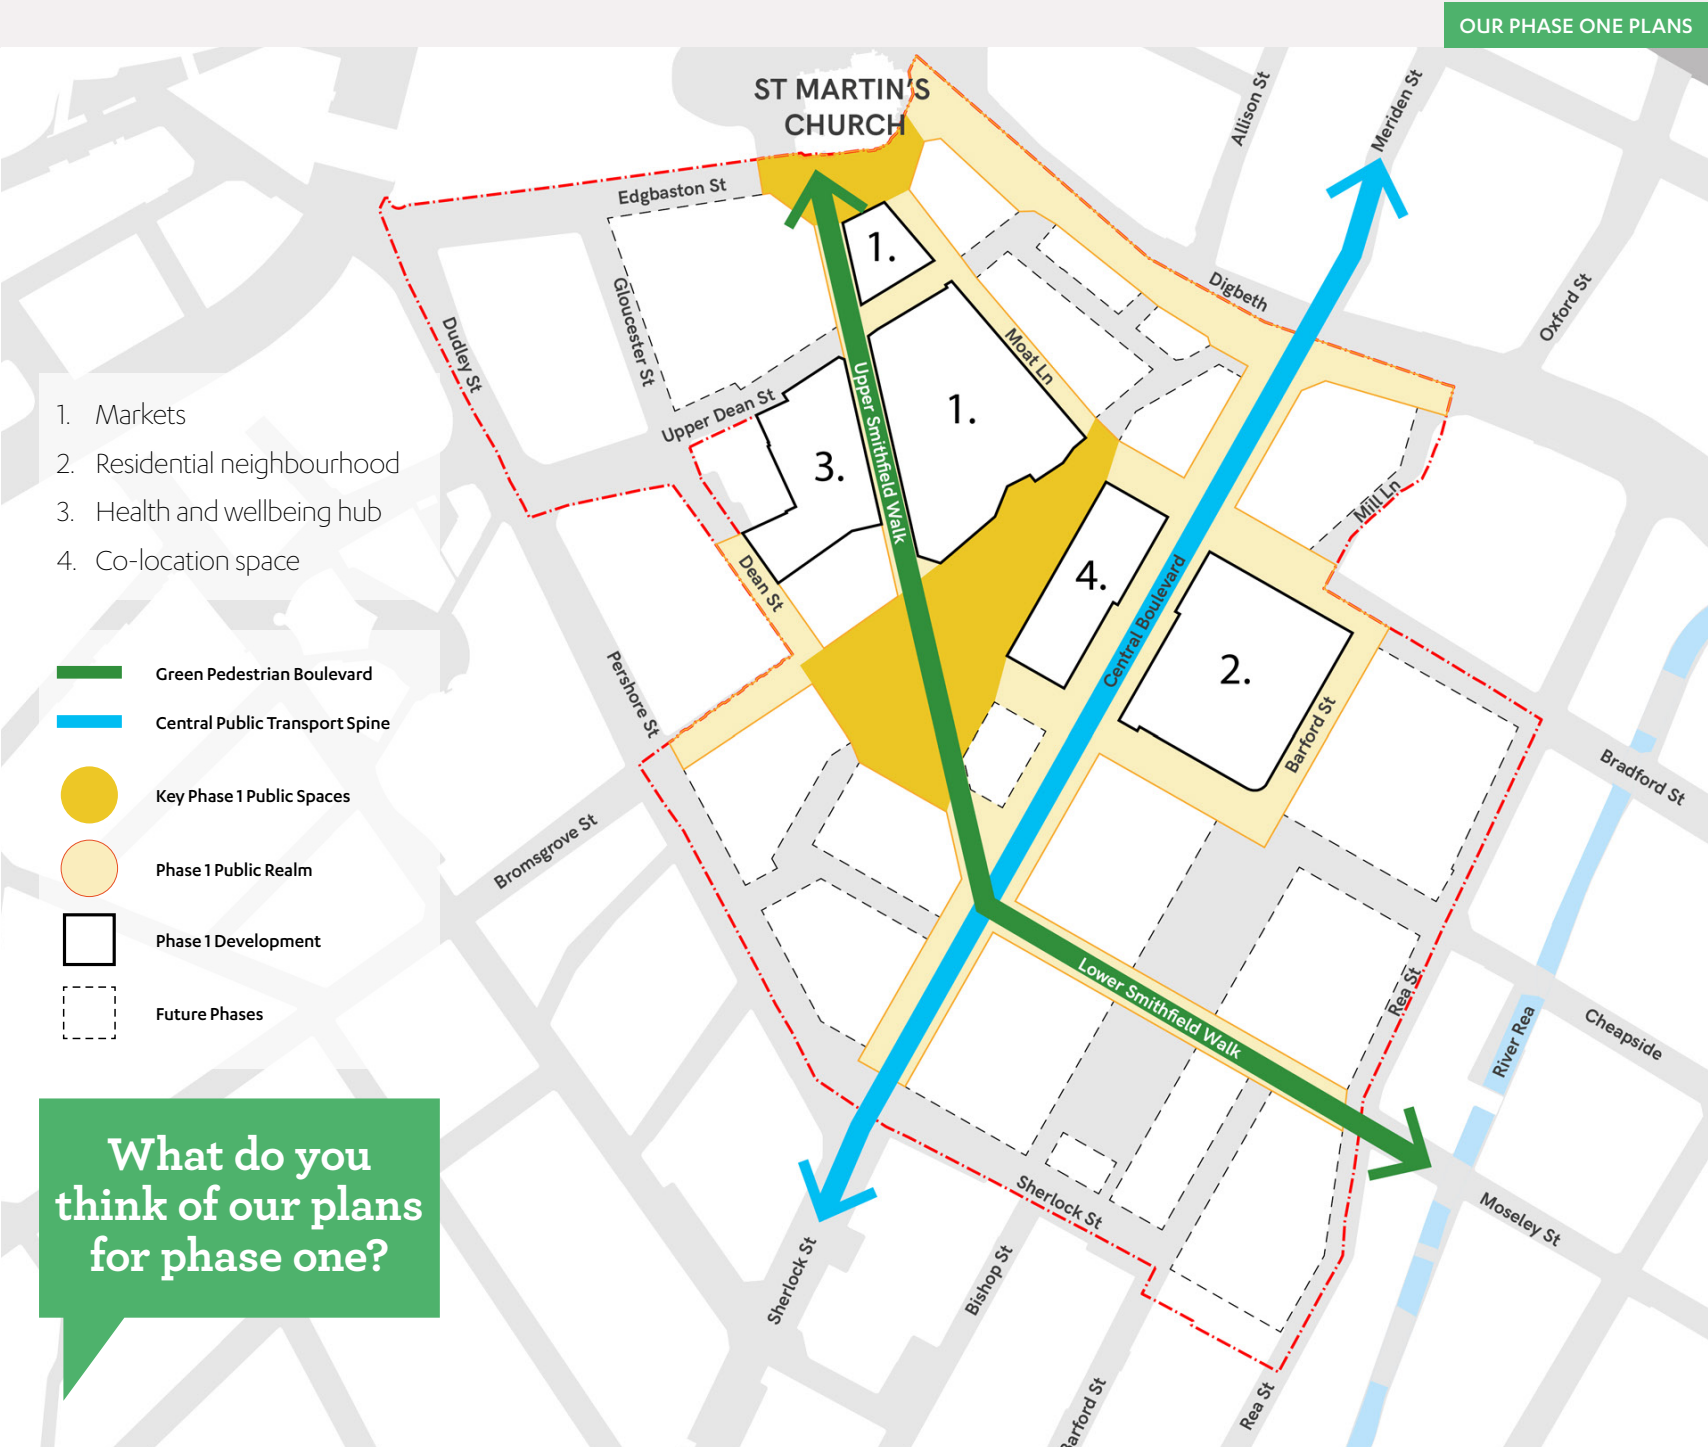 OUR PHASE ONE PLANS
ST MARTIN'S
CHURCH
Allison St
Meriden St
Edgbaston St
Digbeth
Oxford St
Gloucester St
Dudley St
Moat Ln
Upper Dean St
Upper Smithfield Walk
Mill Ln
Dean St
Central Boulevard
Pershore St
Barford St
Bradford St
Bromsgrove St
Lower Smithfield Walk
Rea St
River Rea
Cheapside
Sherlock St
Moseley St
Sherlock St
Bishop St
Barford St
Rea St
1.
1.
3.
4.
2.
1. Markets
2. Residential neighbourhood
3. Health and wellbeing hub
4. Co-location space
Green Pedestrian Boulevard
Central Public Transport Spine
Key Phase 1 Public Spaces
Phase 1 Public Realm
Phase 1 Development
Future Phases
What do you
think of our plans
for phase one?